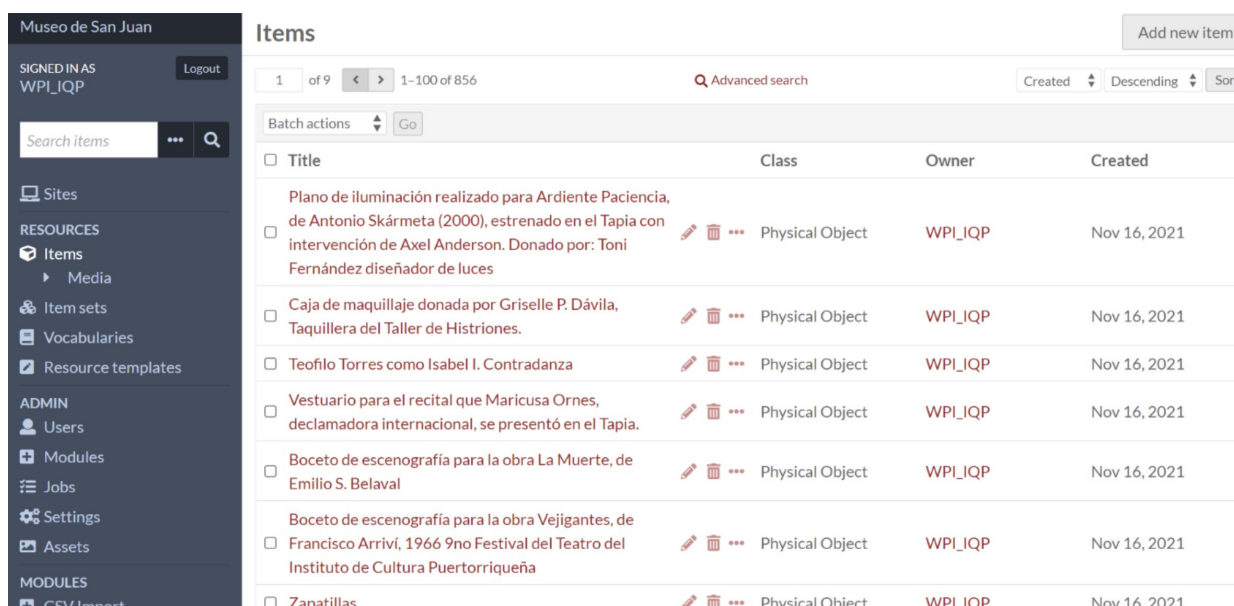 Museo de San Juan
SIGNED IN AS
WPI_IQP
Logout
Search items
Sites
RESOURCES
Items
Media
Item sets
Vocabularies
Resource templates
ADMIN
Users
Modules
Jobs
Settings
Assets
MODULES
CSV Import
Items
Add new item
1 of 9 1–100 of 856
Advanced search
Created Descending
Batch actions Go
Title Class Owner Created
Plano de iluminación realizado para Ardiente Paciencia,
de Antonio Skármeta (2000), estrenado en el Tapia con
intervención de Axel Anderson. Donado por: Toni
Fernández diseñador de luces
Physical Object WPI_IQP Nov 16, 2021
Caja de maquillaje donada por Griselle P. Dávila,
Taquillera del Taller de Histriones.
Physical Object WPI_IQP Nov 16, 2021
Teofilo Torres como Isabel I. Contradanza Physical Object WPI_IQP Nov 16, 2021
Vestuario para el recital que Maricusa Ornes,
declamadora internacional, se presentó en el Tapia.
Physical Object WPI_IQP Nov 16, 2021
Boceto de escenografía para la obra La Muerte, de
Emilio S. Belaval
Physical Object WPI_IQP Nov 16, 2021
Boceto de escenografía para la obra Vejigantes, de
Francisco Arriví, 1966 9no Festival del Teatro del
Instituto de Cultura Puertorriqueña
Physical Object WPI_IQP Nov 16, 2021
Zapatillas Physical Object WPI_IQP Nov 16, 2021